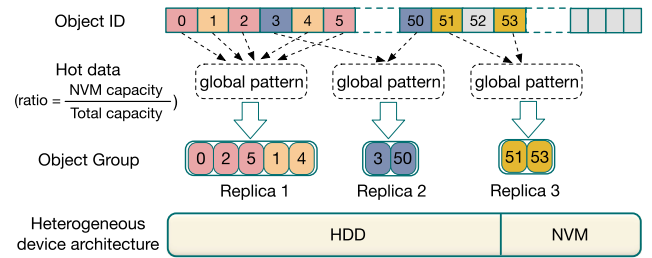 Object ID
0 1 2 3 4 5 50 51 52 53
Hot data
(ratio = NVM capacity
Total capacity )
global pattern global pattern global pattern
Object Group
0 2 5 1 4 3 50 51 53
Replica 1 Replica 2 Replica 3
Heterogeneous
device architecture
HDD NVM